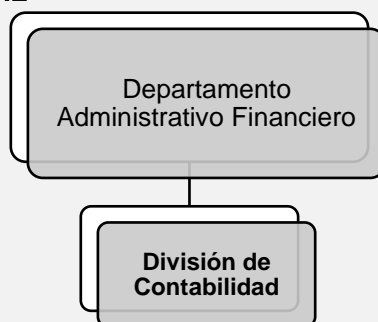 Departamento
Administrativo Financiero
División de
Contabilidad